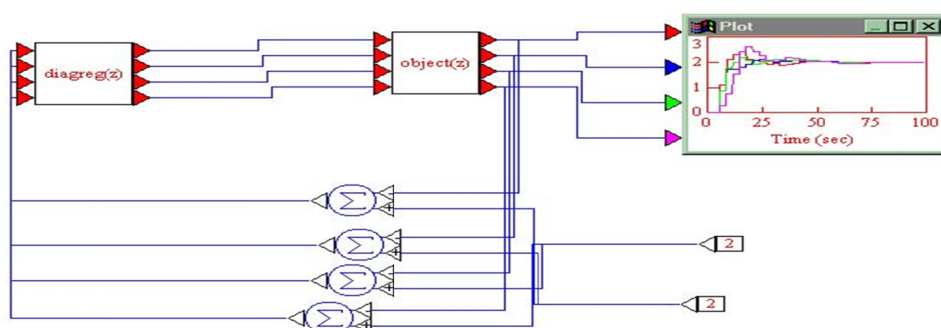 Plot
diagreg(z)
object(z)
3
2
1
0
0 25 50 75 100
Time (sec)
Σ - +
Σ - +
2
Σ - +
2
Σ - +